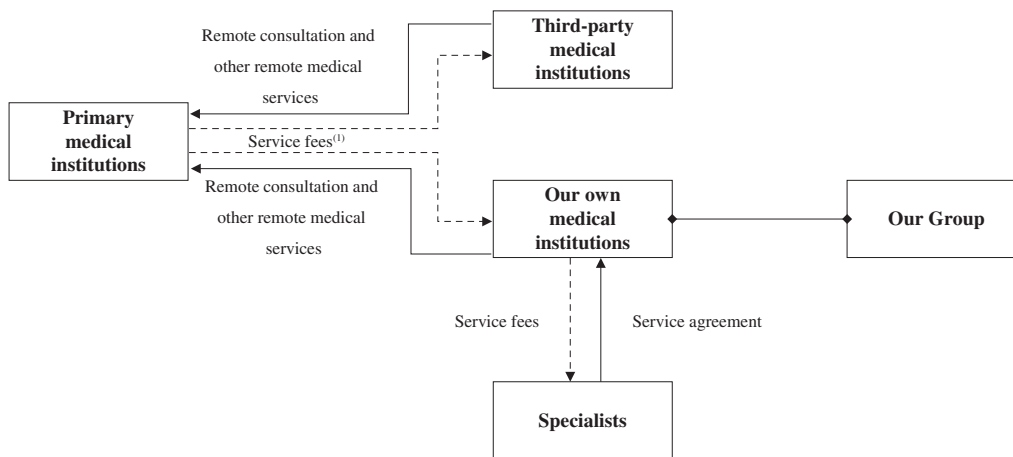 Remote consultation and
other remote medical
services
Third-party
medical
institutions
Primary
medical
institutions
Service fees(1)
Remote consultation and
other remote medical
services
Our own
medical
institutions
Our Group
Service fees
Service agreement
Specialists